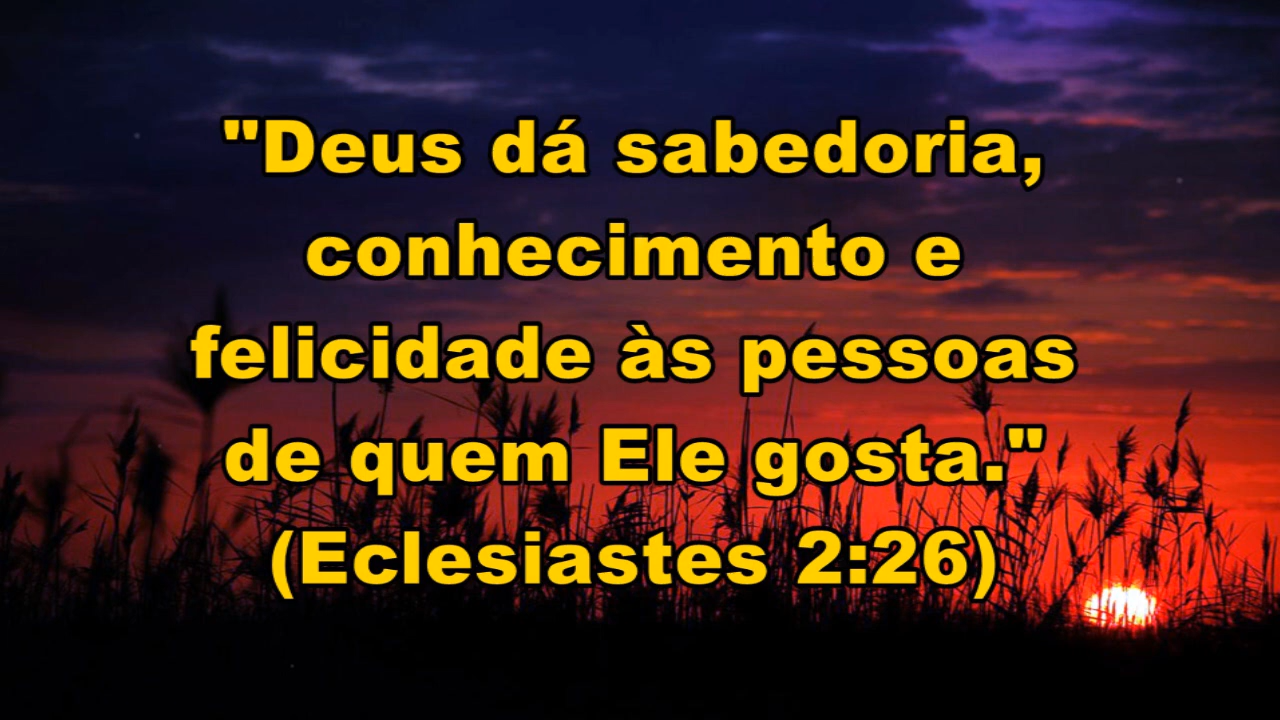 "Deus dá sabedoria,
conhecimento e
felicidade às pessoas
de quem Ele gosta."
(Eclesiastes 2:26)